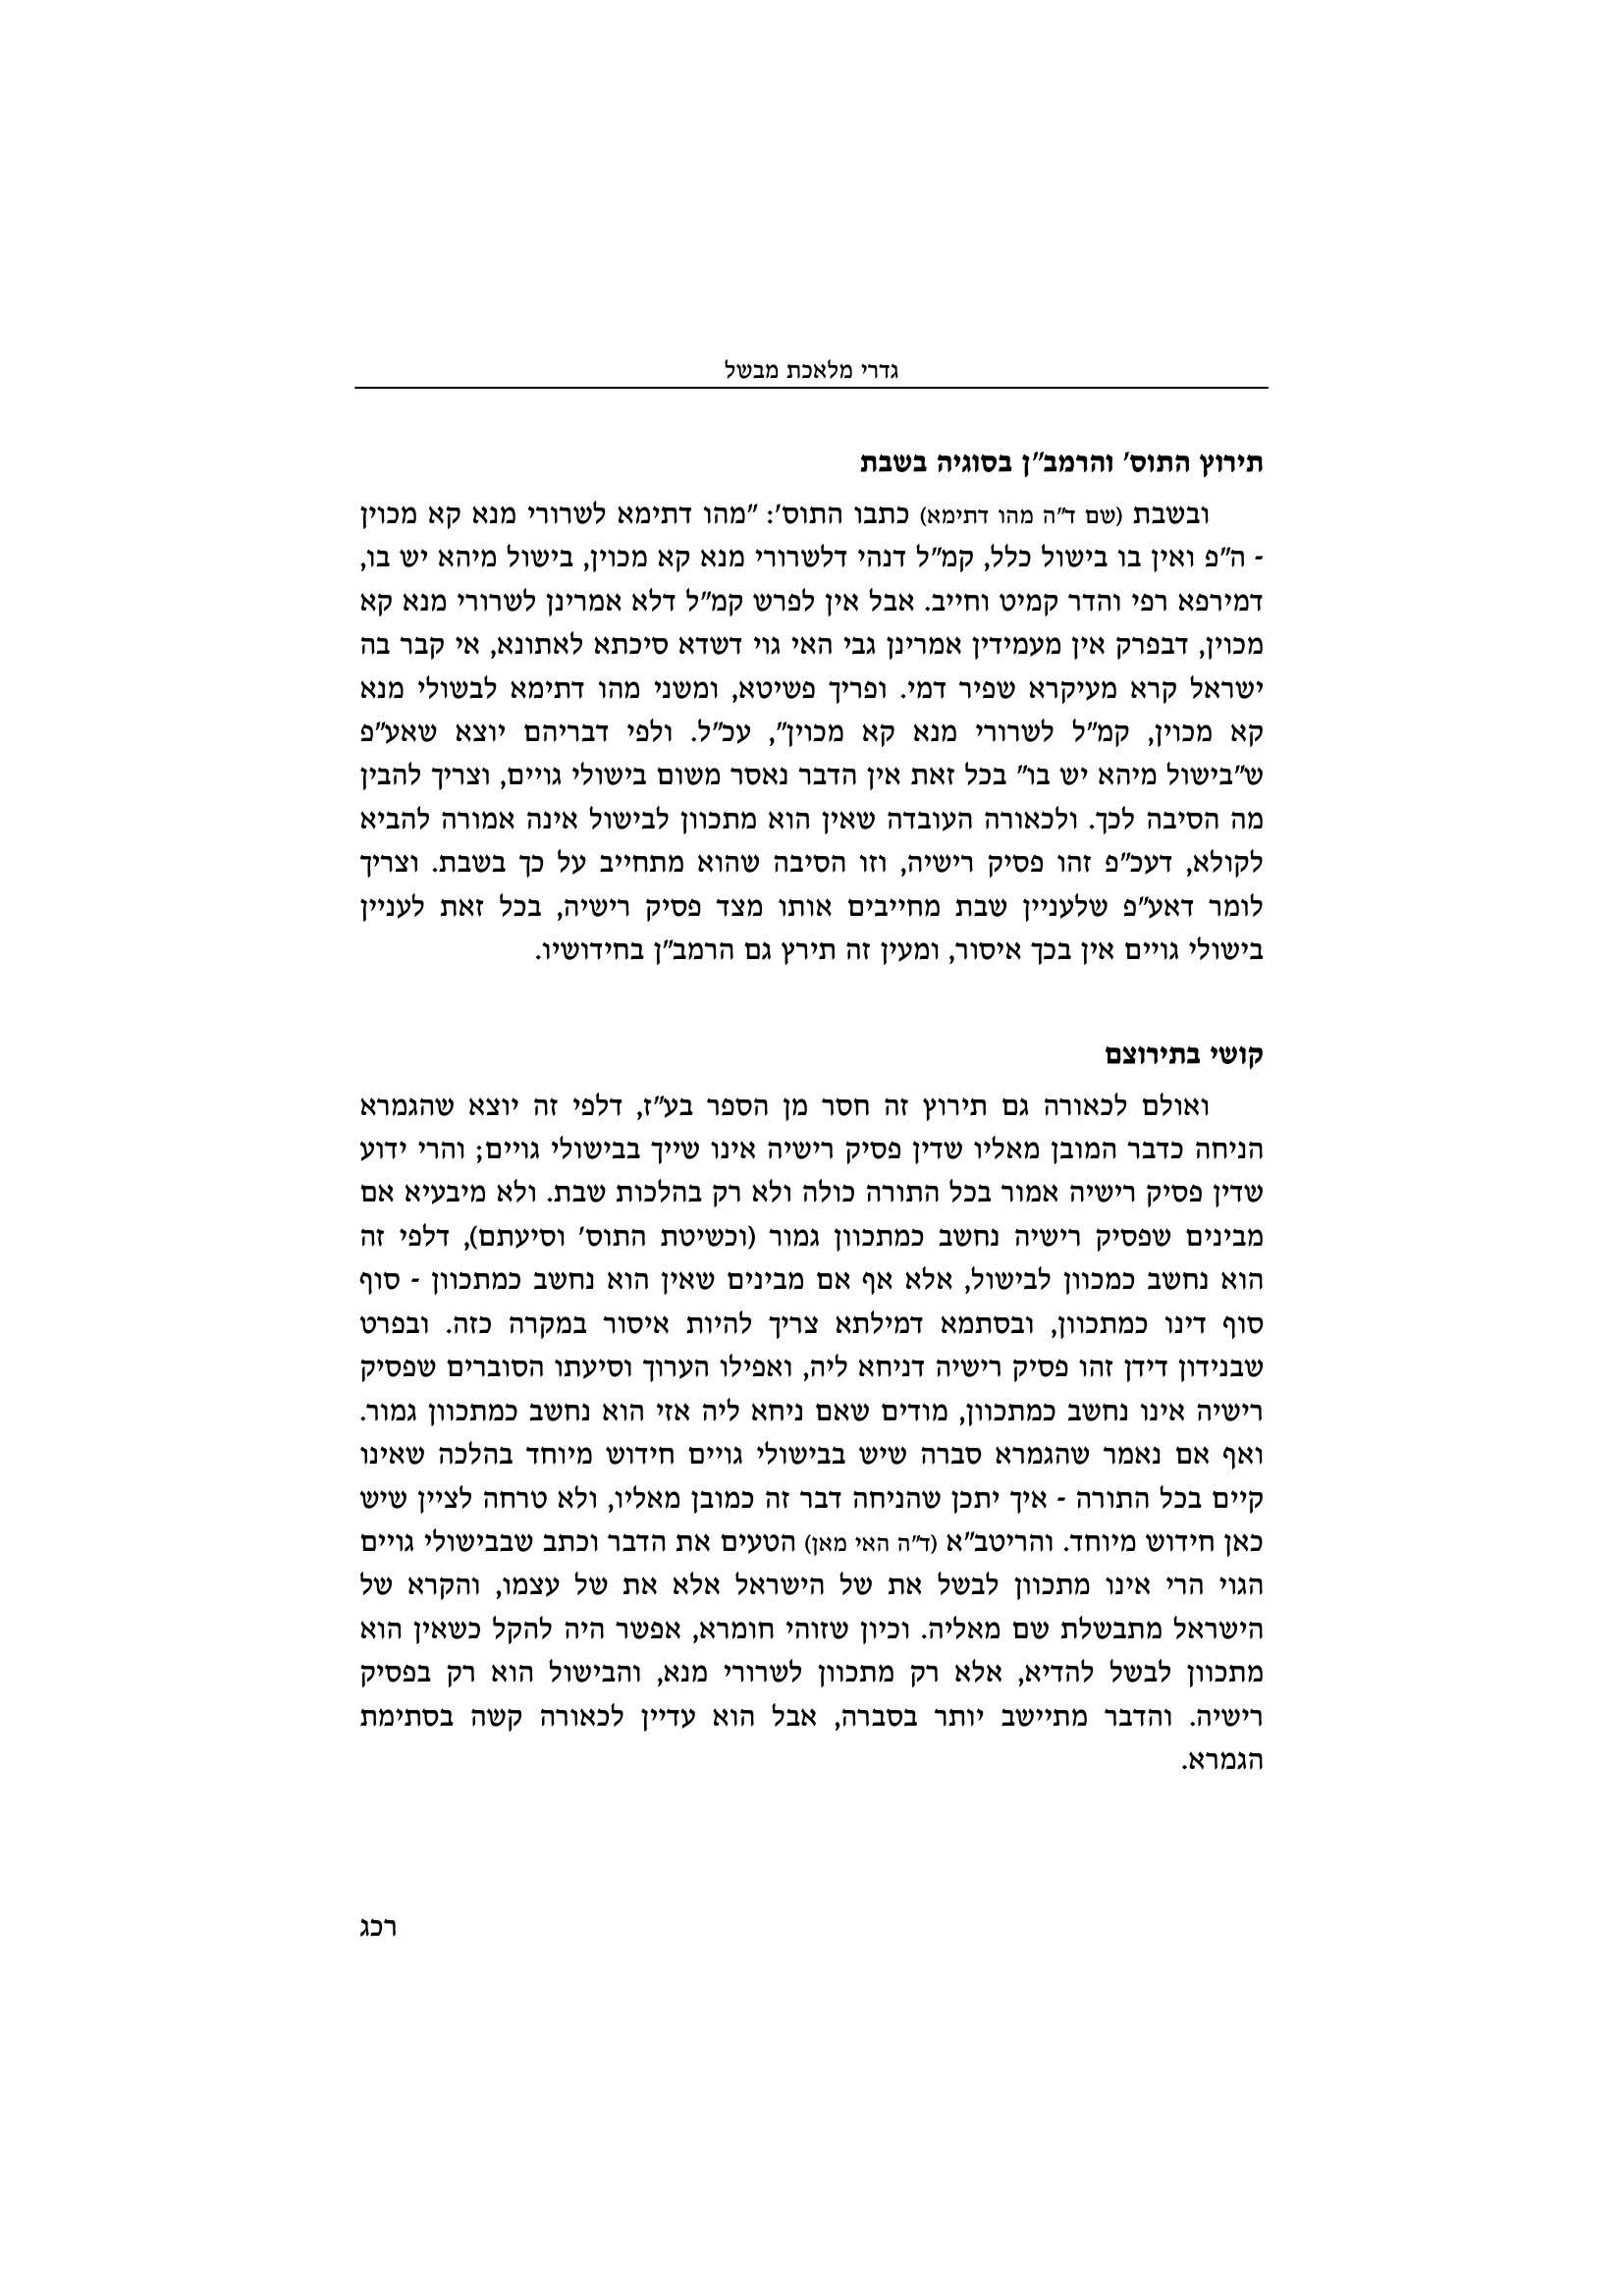 גדרי מלאכת מבשל
תירוץ התוס' והרמב"ן בסוגיה בשבת
ובשבת (שם ד"ה מהו דתימא) כתבו התוס': "מהו דתימא לשרורי מנא קא מכוין
- ה"פ ואין בו בישול כלל, קמ"ל דנהי דלשרורי מנא קא מכוין, בישול מיהא יש בו,
דמירפא רפי והדר קמיט וחייב. אבל אין לפרש קמ"ל דלא אמרינן לשרורי מנא קא
מכוין, דבפרק אין מעמידין אמרינן גבי האי גוי דשדא סיכתא לאתונא, אי קבר בה
ישראל קרא מעיקרא שפיר דמי. ופריך פשיטא, ומשני מהו דתימא לבשולי מנא
קא מכוין, קמ"ל לשרורי מנא קא מכוין", עכ"ל. ולפי דבריהם יוצא שאע"פ
ש"בישול מיהא יש בו" בכל זאת אין הדבר נאסר משום בישולי גויים, וצריך להבין
מה הסיבה לכך. ולכאורה העובדה שאין הוא מתכוון לבישול אינה אמורה להביא
לקולא, דעכ"פ זהו פסיק רישיה, וזו הסיבה שהוא מתחייב על כך בשבת. וצריך
לומר דאע"פ שלעניין שבת מחייבים אותו מצד פסיק רישיה, בכל זאת לעניין
בישולי גויים אין בכך איסור, ומעין זה תירץ גם הרמב"ן בחידושיו.
קושי בתירוצם
ואולם לכאורה גם תירוץ זה חסר מן הספר בע"ז, דלפי זה יוצא שהגמרא
הניחה כדבר המובן מאליו שדין פסיק רישיה אינו שייך בבישולי גויים; והרי ידוע
שדין פסיק רישיה אמור בכל התורה כולה ולא רק בהלכות שבת. ולא מיבעיא אם
מבינים שפסיק רישיה נחשב כמתכוון גמור (וכשיטת התוס' וסיעתם), דלפי זה
הוא נחשב כמכוון לבישול, אלא אף אם מבינים שאין הוא נחשב כמתכוון - סוף
סוף דינו כמתכוון, ובסתמא דמילתא צריך להיות איסור במקרה כזה. ובפרט
שבנידון דידן זהו פסיק רישיה דניחא ליה, ואפילו הערוך וסיעתו הסוברים שפסיק
רישיה אינו נחשב כמתכוון, מודים שאם ניחא ליה אזי הוא נחשב כמתכוון גמור.
ואף אם נאמר שהגמרא סברה שיש בבישולי גויים חידוש מיוחד בהלכה שאינו
קיים בכל התורה - איך יתכן שהניחה דבר זה כמובן מאליו, ולא טרחה לציין שיש
כאן חידוש מיוחד. והריטב"א (ד"ה האי מאן) הטעים את הדבר וכתב שבבישולי גויים
הגוי הרי אינו מתכוון לבשל את של הישראל אלא את של עצמו, והקרא של
הישראל מתבשלת שם מאליה. וכיון שזוהי חומרא, אפשר היה להקל כשאין הוא
מתכוון לבשל להדיא, אלא רק מתכוון לשרורי מנא, והבישול הוא רק בפסיק
רישיה. והדבר מתיישב יותר בסברה, אבל הוא עדיין לכאורה קשה בסתימת
הגמרא.
רכג